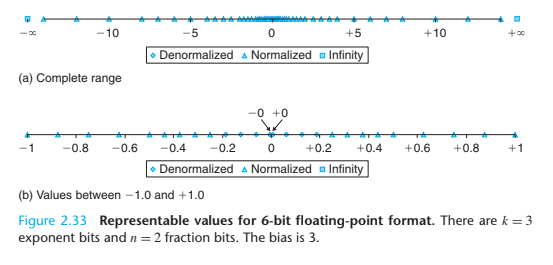 −∞ −10 −5 0 +5 +10 +∞
Denormalized Normalized Infinity
(a) Complete range
−0 +0
−1 −0.8 −0.6 −0.4 −0.2 0 +0.2 +0.4 +0.6 +0.8 +1
Denormalized Normalized Infinity
(b) Values between −1.0 and +1.0
Figure 2.33 Representable values for 6-bit floating-point format. There are k = 3
exponent bits and n = 2 fraction bits. The bias is 3.